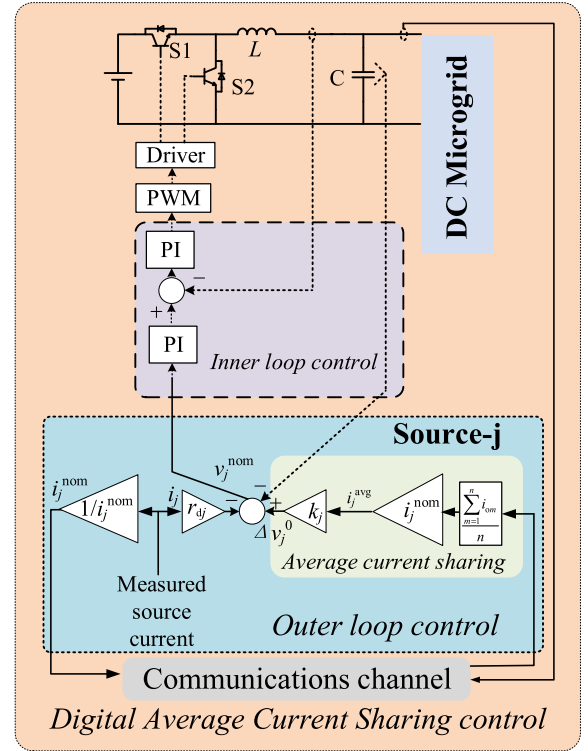 S1
L
S2
C
DC Microgrid
Driver
PWM
PI
−
+
PI
Inner loop control
Source-j
v_j^nom
i_j^nom
1/i_j^nom
i_j
r_dj
−
−
+
Δ v_j^0
k_j
i_j^avg
i_j^nom
∑_{m=1}^{n} i_om
n
Average current sharing
Measured
source
current
Outer loop control
Communications channel
Digital Average Current Sharing control